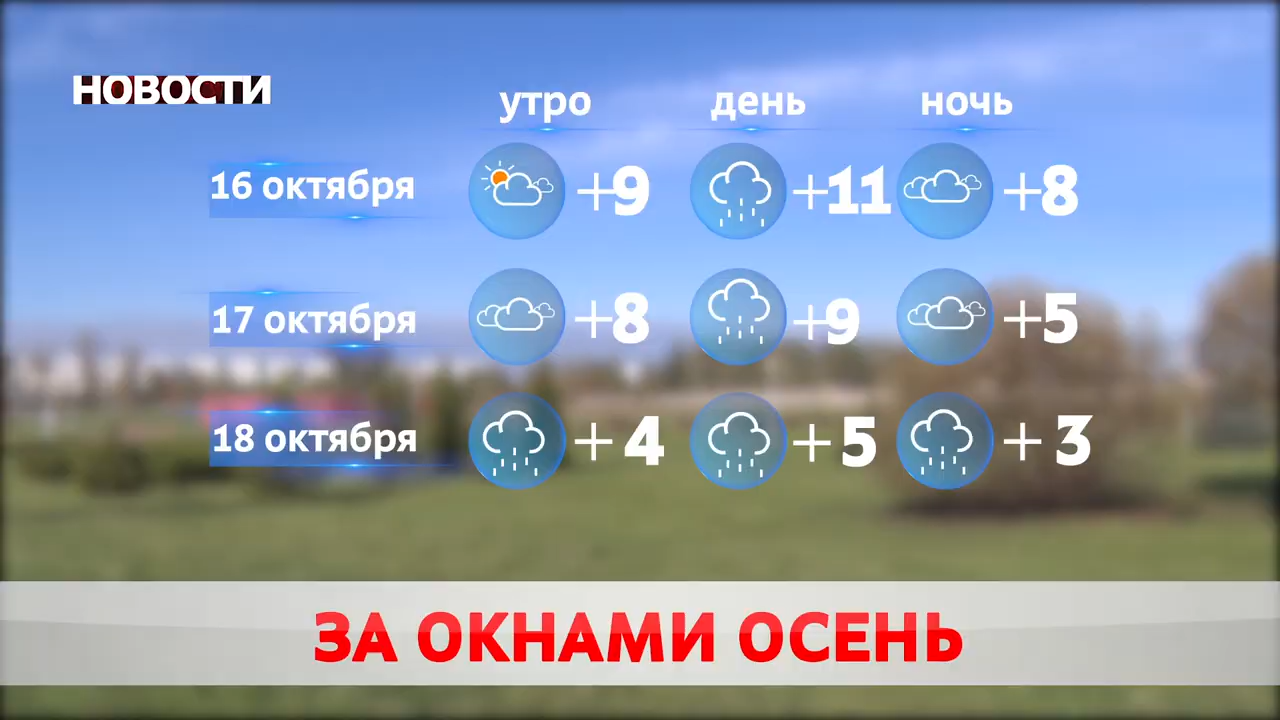 НОВОСТИ
утро день ночь
16 октября +9 +11 +8
17 октября +8 +9 +5
18 октября + 4 + 5 + 3
ЗА ОКНАМИ ОСЕНЬ